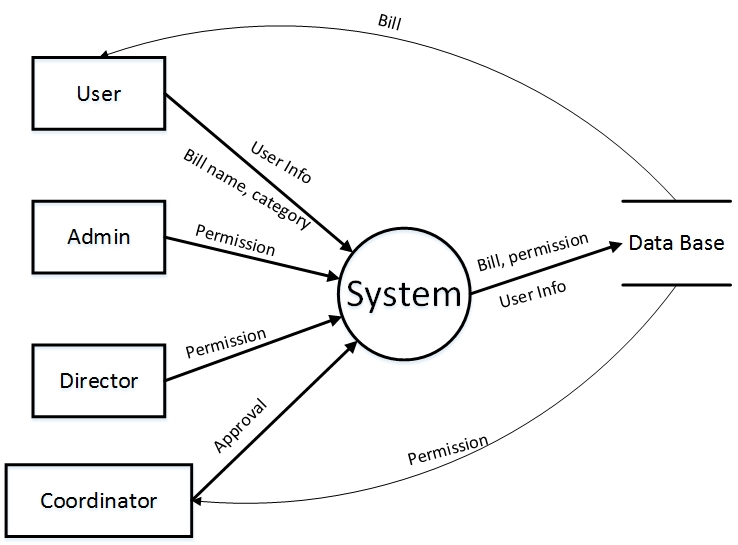 Bill
User
User Info
Bill name, category
Admin
Permission
System
Bill, permission
User Info
Data Base
Director
Permission
Approval
Permission
Coordinator